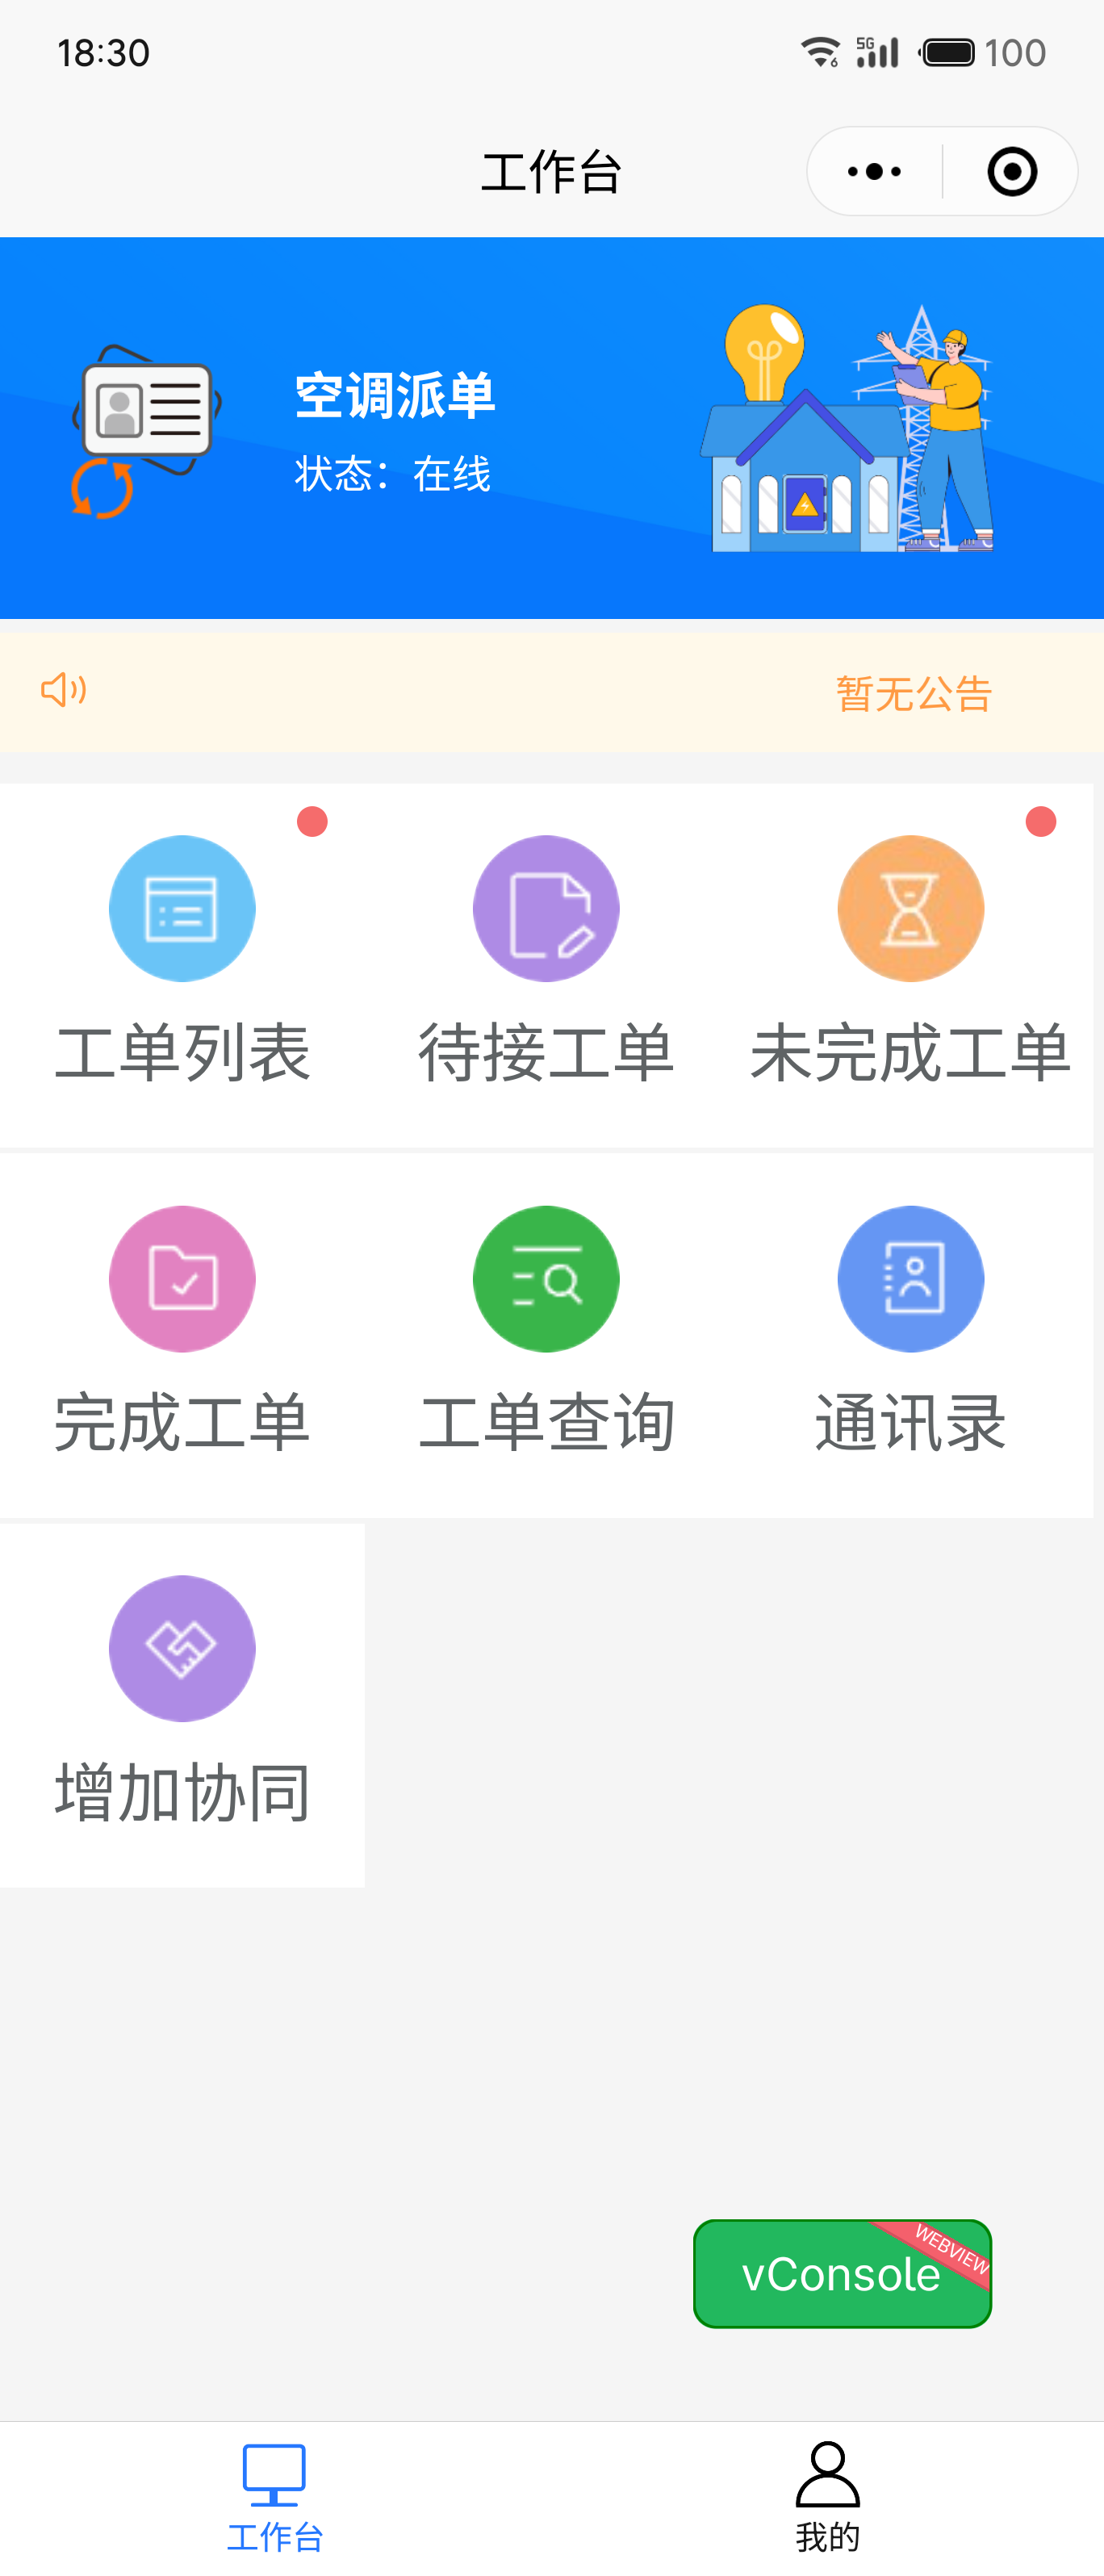 18:30
6 5G 100
工作台
空调派单
状态：在线
暂无公告
工单列表
待接工单
未完成工单
完成工单
工单查询
通讯录
增加协同
WEBVIEW
vConsole
工作台
我的